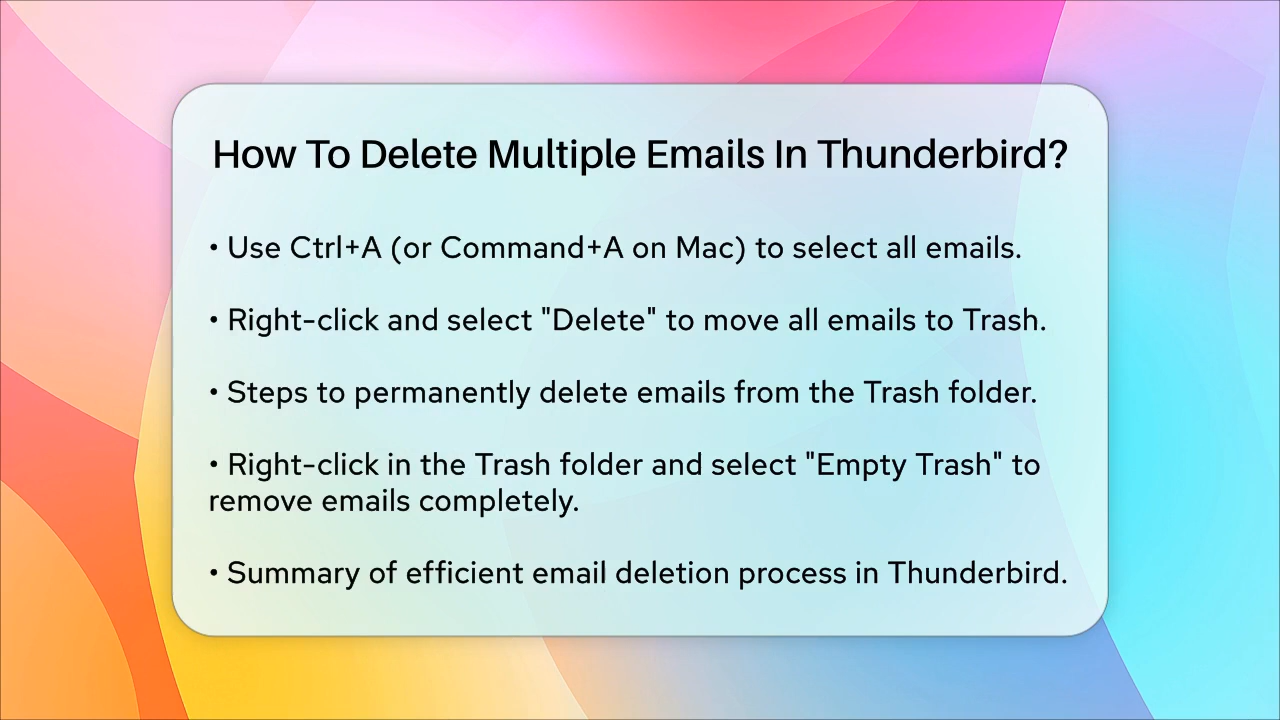 How To Delete Multiple Emails In Thunderbird?
• Use Ctrl+A (or Command+A on Mac) to select all emails.
• Right-click and select "Delete" to move all emails to Trash.
• Steps to permanently delete emails from the Trash folder.
• Right-click in the Trash folder and select "Empty Trash" to
remove emails completely.
• Summary of efficient email deletion process in Thunderbird.